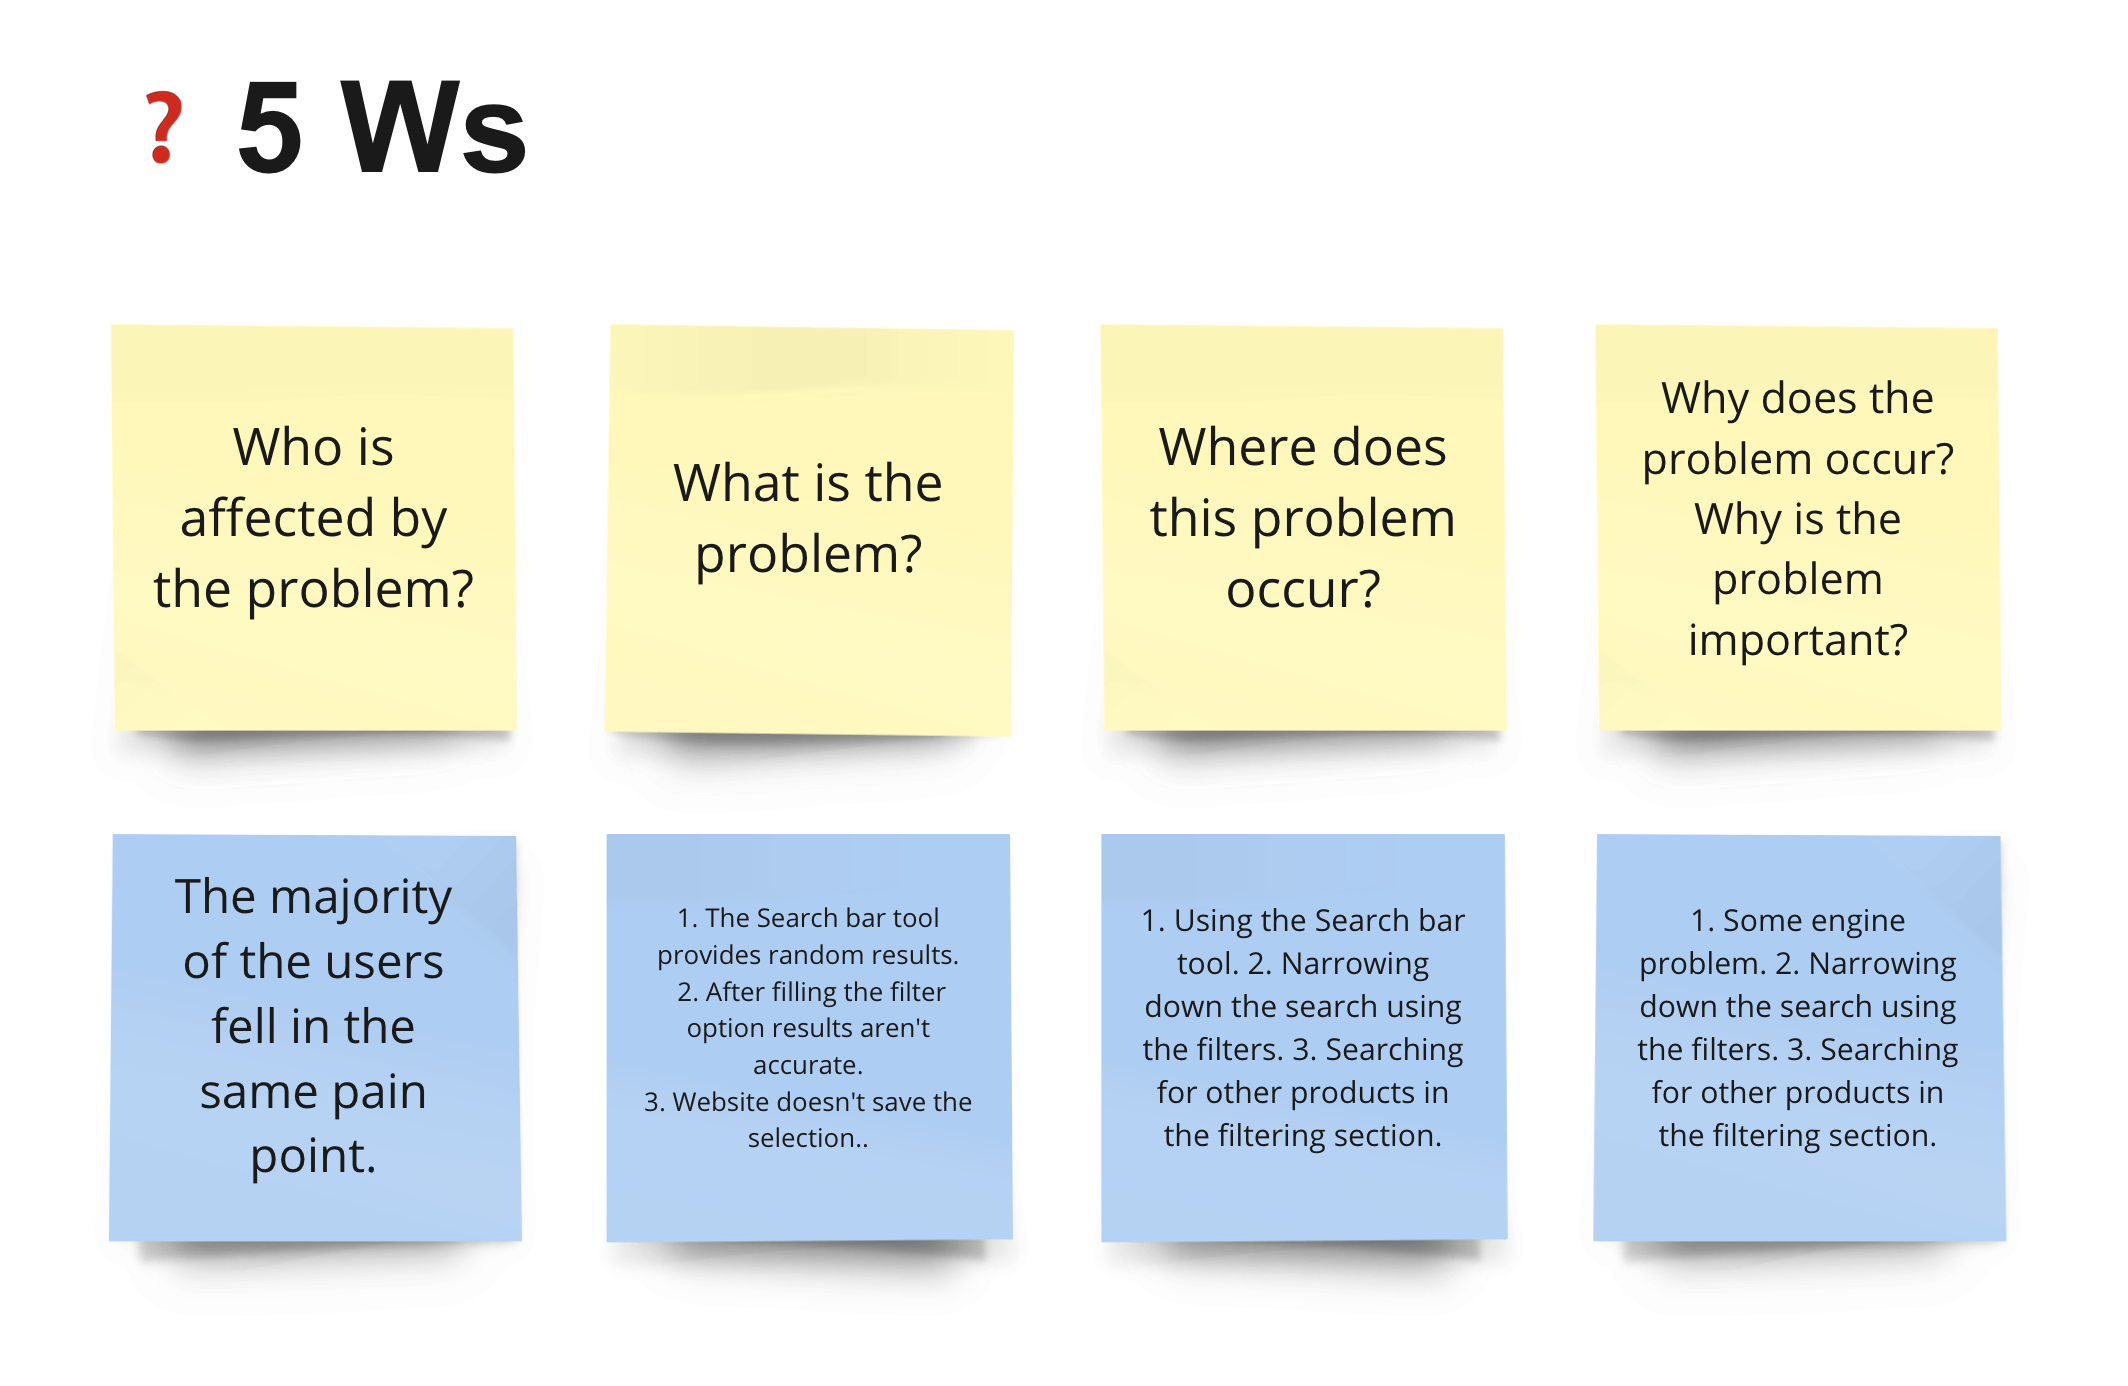 ? 5 Ws
Who is
affected by
the problem?
What is the
problem?
Where does
this problem
occur?
Why does the
problem occur?
Why is the
problem
important?
The majority
of the users
fell in the
same pain
point.
1. The Search bar tool
provides random results.
2. After filling the filter
option results aren't
accurate.
3. Website doesn't save the
selection..
1. Using the Search bar
tool. 2. Narrowing
down the search using
the filters. 3. Searching
for other products in
the filtering section.
1. Some engine
problem. 2. Narrowing
down the search using
the filters. 3. Searching
for other products in
the filtering section.